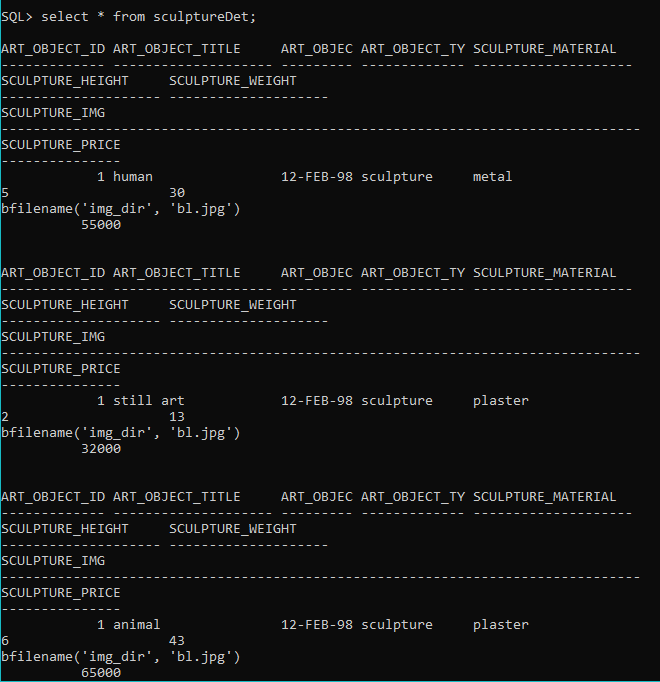 SQL> select * from sculptureDet;
ART_OBJECT_ID ART_OBJECT_TITLE     ART_OBJEC ART_OBJECT_TY SCULPTURE_MATERIAL
------------- -------------------- --------- ------------- --------------------
SCULPTURE_HEIGHT     SCULPTURE_WEIGHT
-------------------- --------------------
SCULPTURE_IMG
--------------------------------------------------------------------------------
SCULPTURE_PRICE
---------------
            1 human                12-FEB-98 sculpture     metal
5                    30
bfilename('img_dir', 'bl.jpg')
          55000
ART_OBJECT_ID ART_OBJECT_TITLE     ART_OBJEC ART_OBJECT_TY SCULPTURE_MATERIAL
------------- -------------------- --------- ------------- --------------------
SCULPTURE_HEIGHT     SCULPTURE_WEIGHT
-------------------- --------------------
SCULPTURE_IMG
--------------------------------------------------------------------------------
SCULPTURE_PRICE
---------------
            1 still art            12-FEB-98 sculpture     plaster
2                    13
bfilename('img_dir', 'bl.jpg')
          32000
ART_OBJECT_ID ART_OBJECT_TITLE     ART_OBJEC ART_OBJECT_TY SCULPTURE_MATERIAL
------------- -------------------- --------- ------------- --------------------
SCULPTURE_HEIGHT     SCULPTURE_WEIGHT
-------------------- --------------------
SCULPTURE_IMG
--------------------------------------------------------------------------------
SCULPTURE_PRICE
---------------
            1 animal               12-FEB-98 sculpture     plaster
6                    43
bfilename('img_dir', 'bl.jpg')
          65000